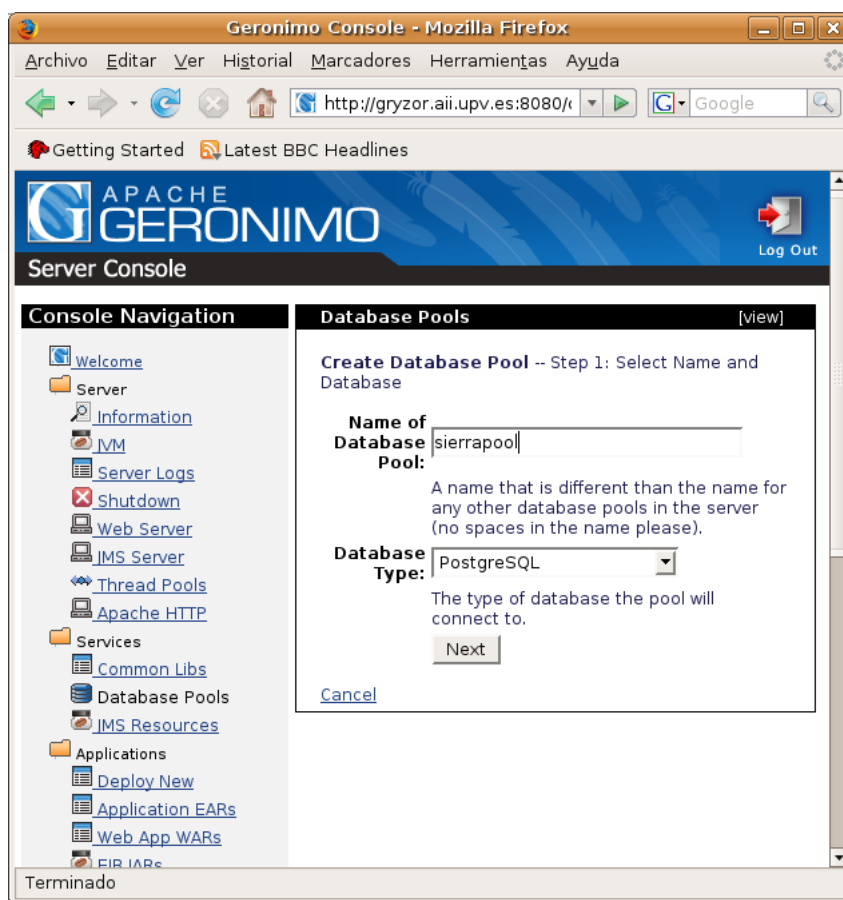 Geronimo Console - Mozilla Firefox
Archivo Editar Ver Historial Marcadores Herramientas Ayuda
http://gryzor.aii.upv.es:8080/
G Google
Getting Started Latest BBC Headlines
APACHE
GERONIMO
Log Out
Server Console
Console Navigation
Welcome
Server
Information
JVM
Server Logs
Shutdown
Web Server
JMS Server
Thread Pools
Apache HTTP
Services
Common Libs
Database Pools
JMS Resources
Applications
Deploy New
Application EARs
Web App WARs
EJB JARs
Database Pools [view]
Create Database Pool -- Step 1: Select Name and
Database
Name of
Database
Pool:
sierrapool
A name that is different than the name for
any other database pools in the server
(no spaces in the name please).
Database
Type:
PostgreSQL
The type of database the pool will
connect to.
Next
Cancel
Terminado